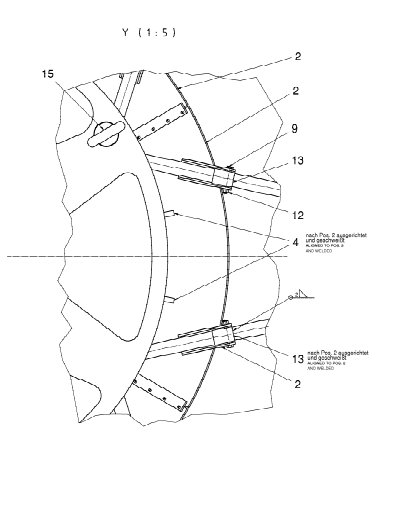 Y (1:5)
2
15
2
9
13
12
4
nach Pos. 2 ausgerichtet
und geschweißt
ALIGNED TO POS. 2
AND WELDED
2
13
nach Pos. 2 ausgerichtet
und geschweißt
ALIGNED TO POS. 2
AND WELDED
2